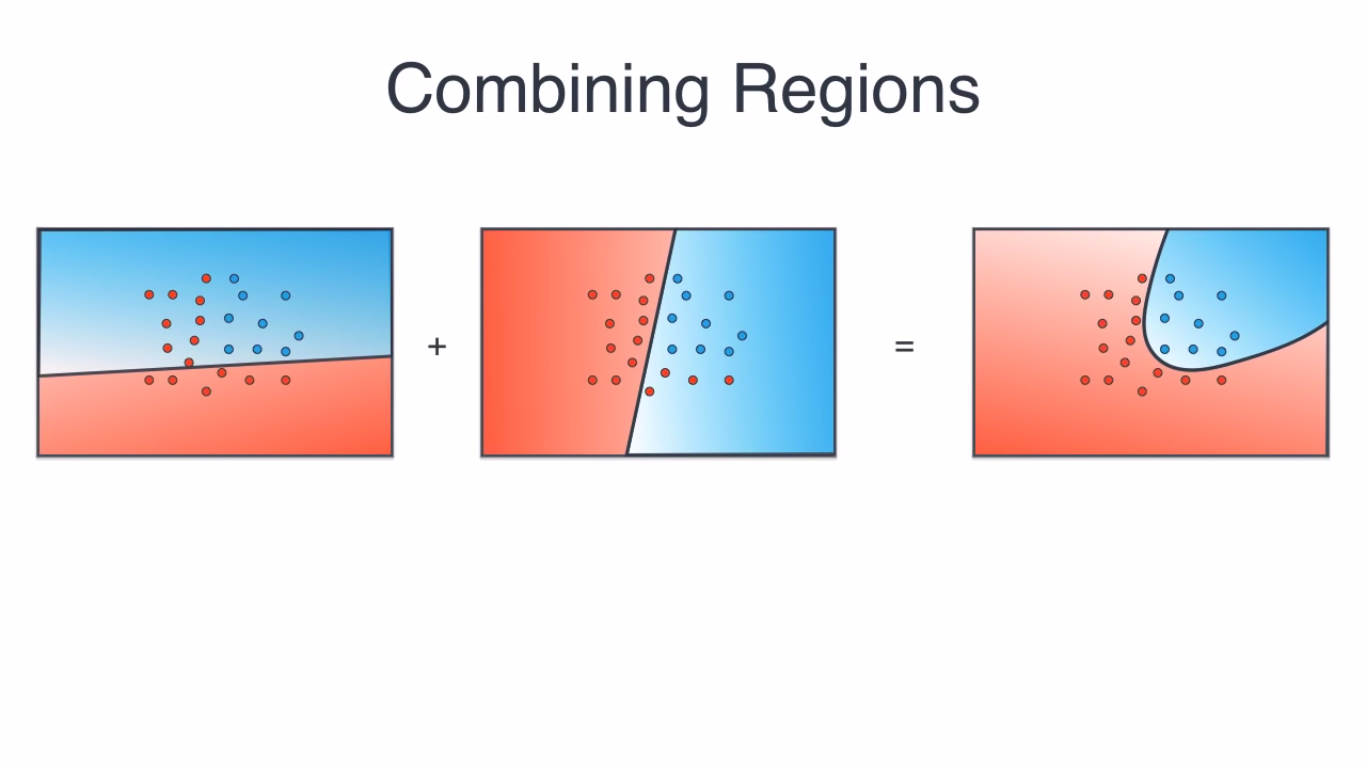 Combining Regions
+ =